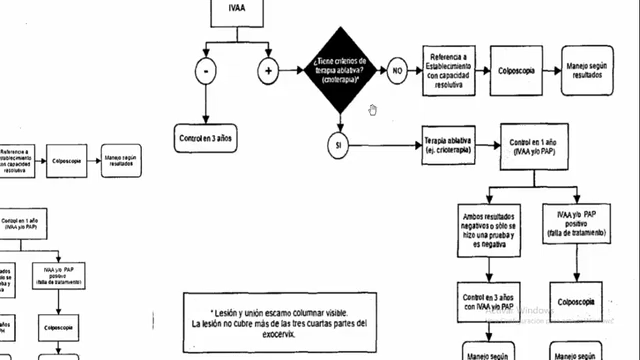 IVAA
-
+
¿Tiene criterios de
terapia ablativa?
(crioterapia)*
NO
Referencia a
Establecimiento
con capacidad
resolutiva
Colposcopia
Manejo según
resultados
Control en 3 años
SI
Terapia ablativa
(ej. crioterapia)
Control en 1 año
(IVAA y/o PAP)
Ambos resultados
negativos o sólo se
hizo una prueba y
es negativa
IVAA y/o PAP
positivo
(falla de tratamiento)
Control en 3 años
con IVAA y/o PAP
Colposcopia
Manejo según
Manejo según
* Lesión y unión escamo columnar visible.
La lesión no cubre más de las tres cuartas partes del
exocervix.
Referencia a
con capacidad
resolutiva
Colposcopia
Manejo según
resultados
Control en 1 año
(IVAA y/o PAP)
IVAA y/o PAP
positivo
(falla de tratamiento)
Colposcopia
Activar Windows